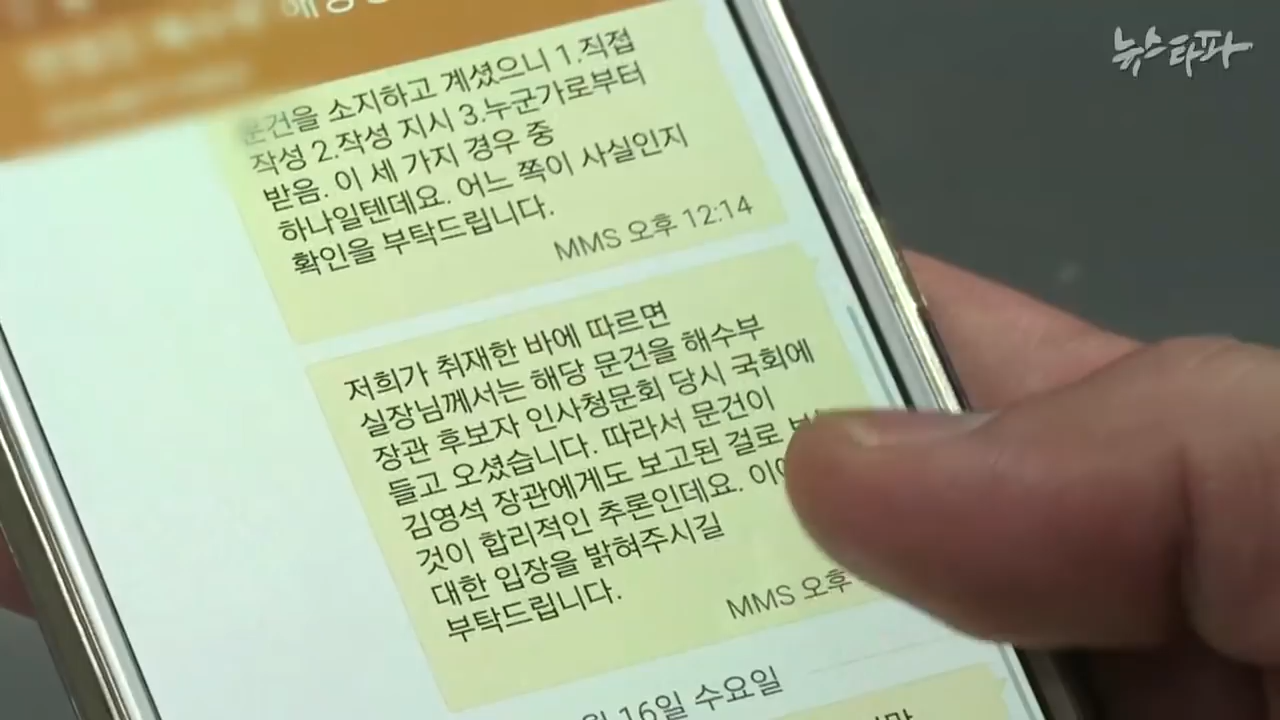 뉴스타파
문건을 소지하고 계셨으니 1.직접
작성 2.작성 지시 3.누군가로부터
받음. 이 세 가지 경우 중
하나일텐데요. 어느 쪽이 사실인지
확인을 부탁드립니다.
MMS 오후 12:14
저희가 취재한 바에 따르면
실장님께서는 해당 문건을 해수부
장관 후보자 인사청문회 당시 국회에
들고 오셨습니다. 따라서 문건이
김영석 장관에게도 보고된 걸로
것이 합리적인 추론인데요.
대한 입장을 밝혀주시길
부탁드립니다.
MMS 오후
16일 수요일